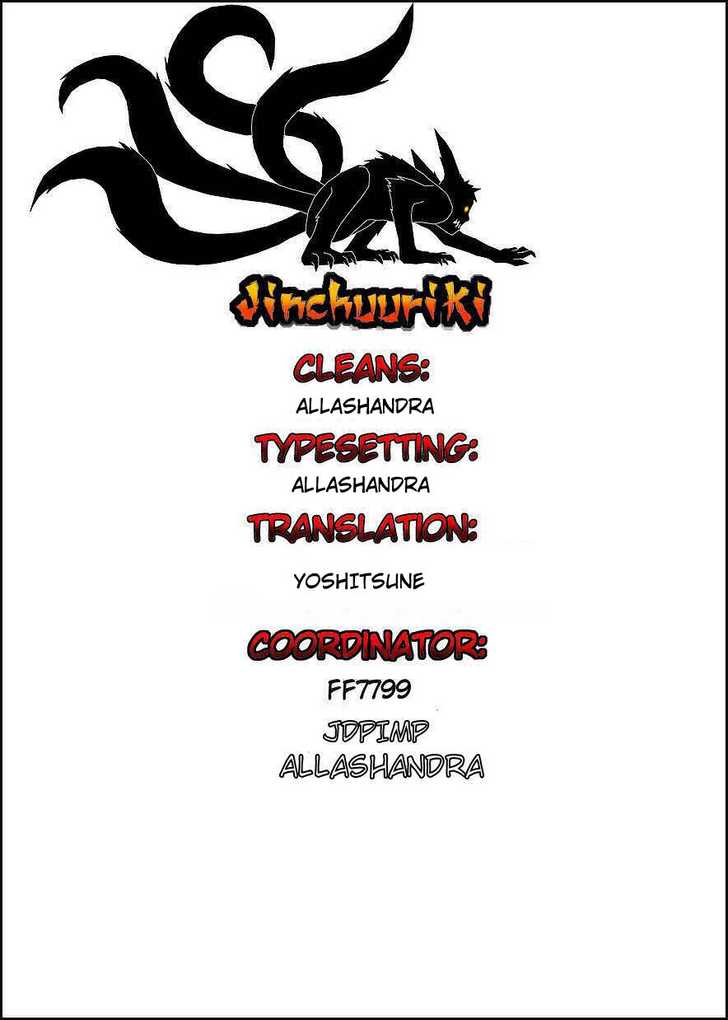 Jinchuuriki
CLEANS:
ALLASHANDRA
TYPESETTING:
ALLASHANDRA
TRANSLATION:
YOSHITSUNE
COORDINATOR:
FF7799
JDPIMP
ALLASHANDRA